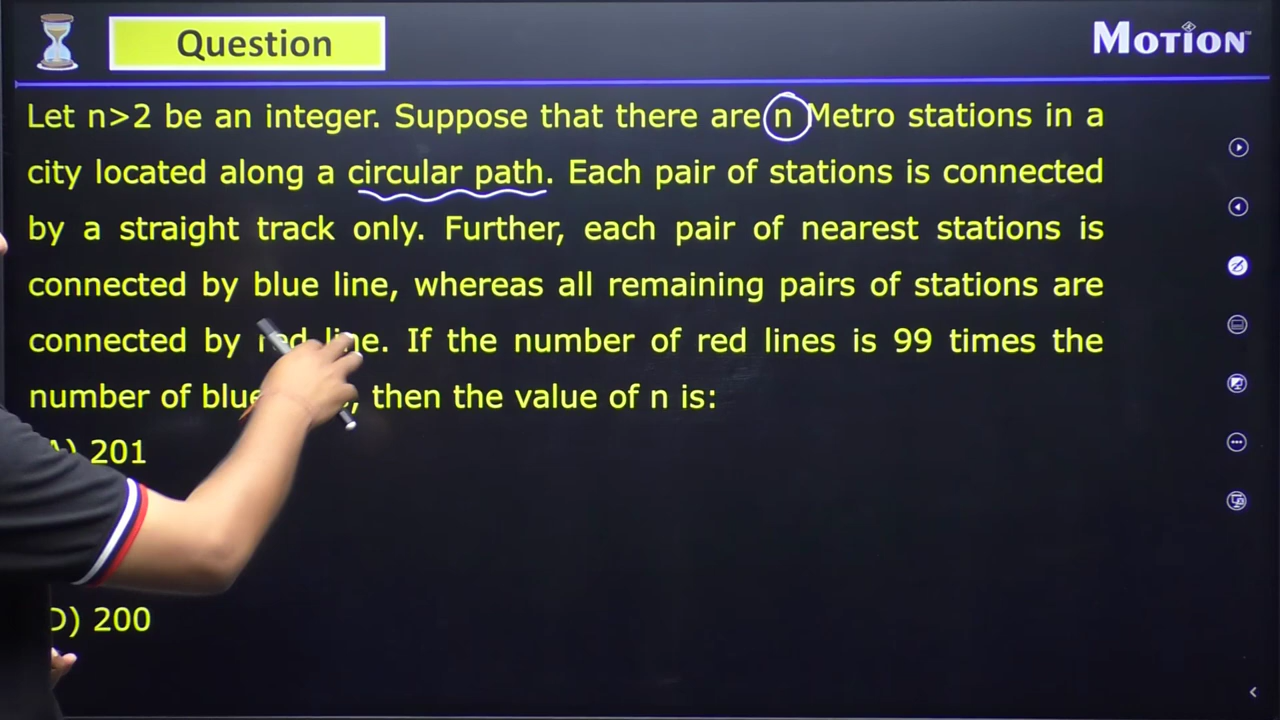 Question
MOTION
Let n>2 be an integer. Suppose that there are n Metro stations in a
city located along a circular path. Each pair of stations is connected
by a straight track only. Further, each pair of nearest stations is
connected by blue line, whereas all remaining pairs of stations are
connected by red line. If the number of red lines is 99 times the
number of blue , then the value of n is:
A) 201
D) 200